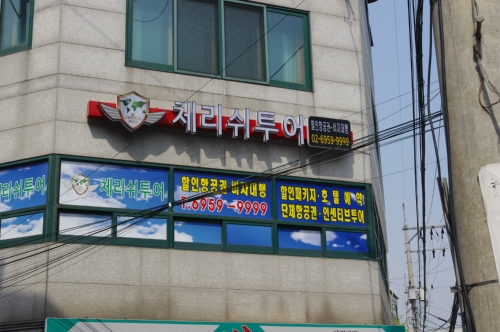 체리쉬투어
할인항공권·비자대행
02-6959-9999
체리쉬투어
체리쉬투어
할인항공권·비자대행
T.6959-9999
할인패키지·호텔예약
단체항공권·인센티브투어